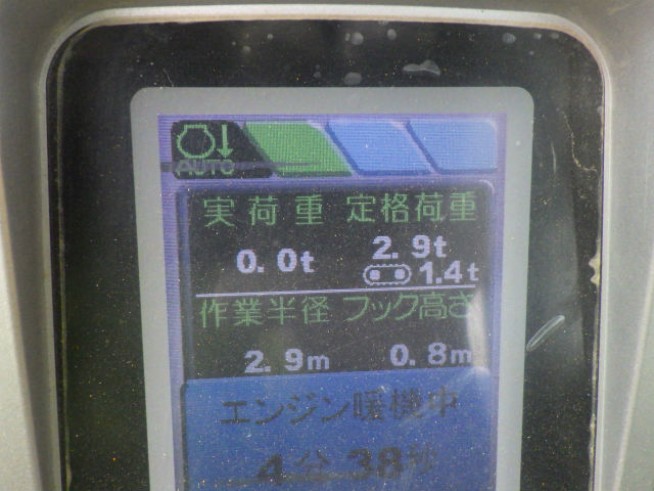 AUTO
実荷重 定格荷重
0.0t 2.9t
1.4t
作業半径 フック高さ
2.9m 0.8m
エンジン暖機中
4分38秒